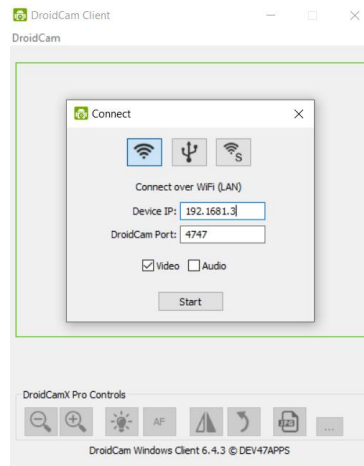 DroidCam Client
DroidCam
Connect
S
Connect over WiFi (LAN)
Device IP: 192.1681.3
DroidCam Port: 4747
Video Audio
Start
DroidCamX Pro Controls
AF JPG ...
DroidCam Windows Client 6.4.3 © DEV47APPS